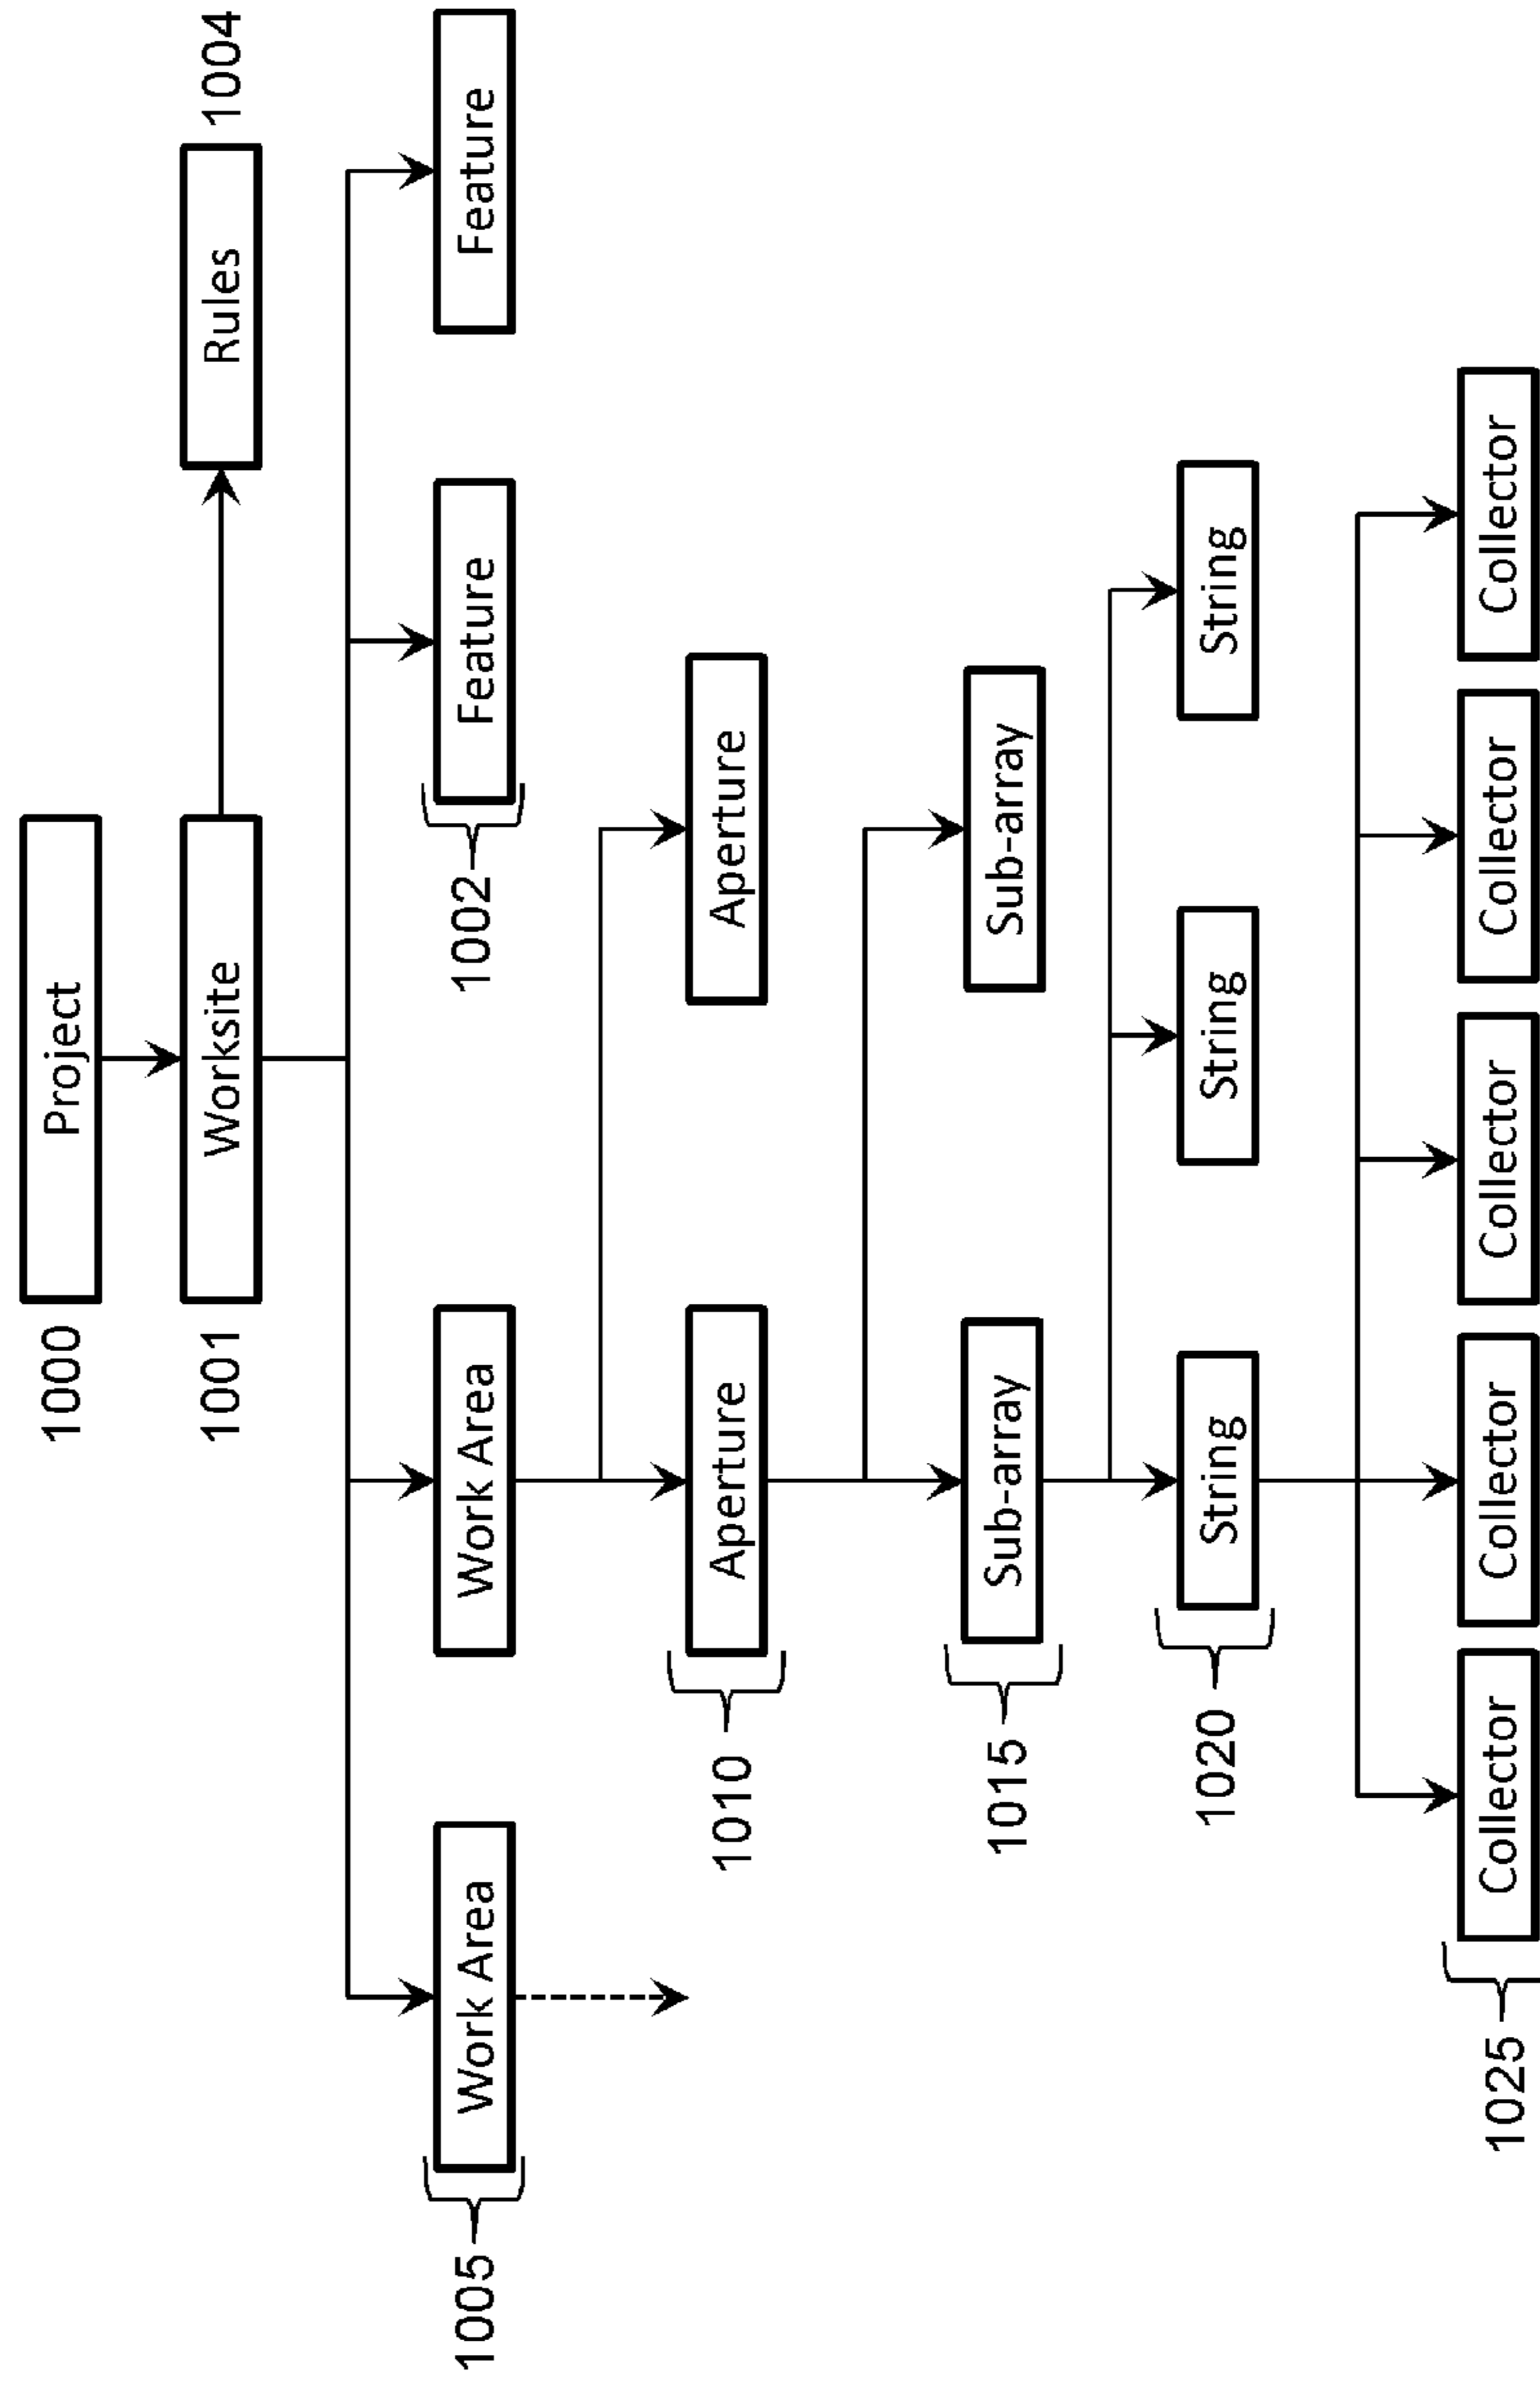 1000
Project
1001
Worksite
Rules
1004
1005
Work Area
Work Area
1002
Feature
Feature
1010
Aperture
Aperture
1015
Sub-array
Sub-array
1020
String
String
String
1025
Collector
Collector
Collector
Collector
Collector